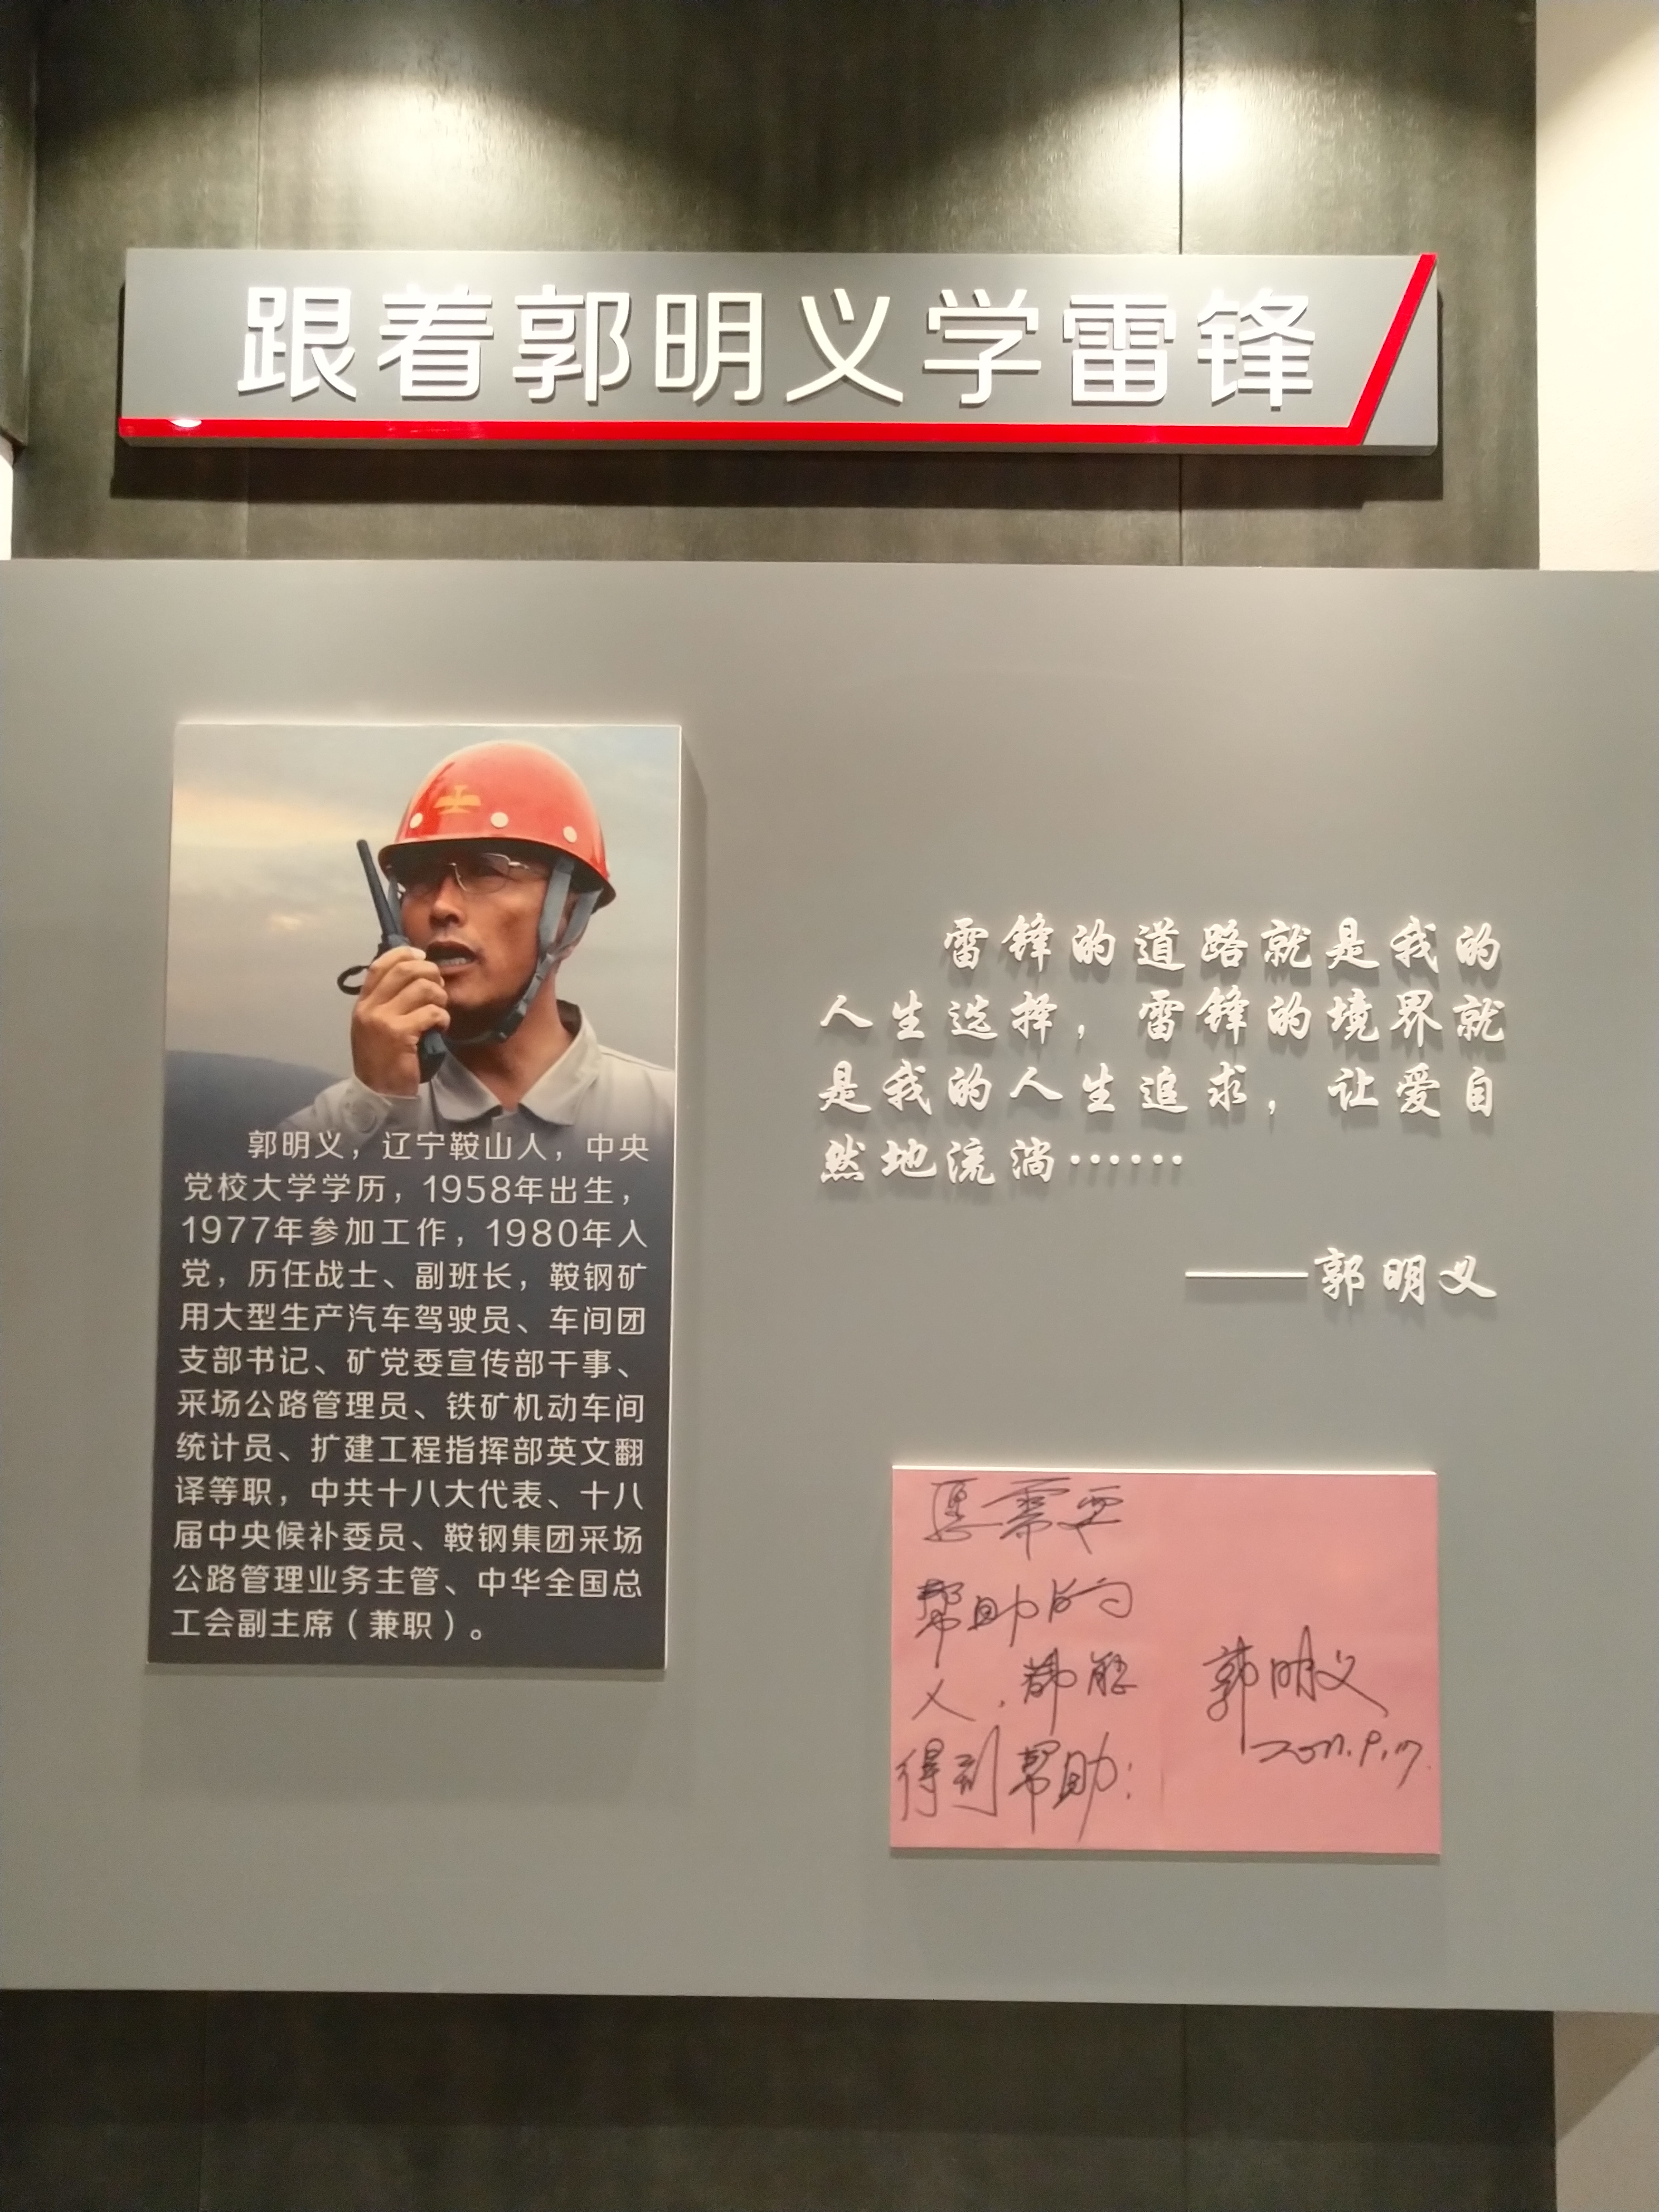 跟着郭明义学雷锋
郭明义，辽宁鞍山人，中央
党校大学学历，1958年出生，
1977年参加工作，1980年入
党，历任战士、副班长，鞍钢矿
用大型生产汽车驾驶员、车间团
支部书记、矿党委宣传部干事、
采场公路管理员、铁矿机动车间
统计员、扩建工程指挥部英文翻
译等职，中共十八大代表、十八
届中央候补委员、鞍钢集团采场
公路管理业务主管、中华全国总
工会副主席（兼职）。
雷锋的道路就是我的
人生选择，雷锋的境界就
是我的人生追求，让爱自
然地流淌……
——郭明义
需要
帮助的
人，都能
得到帮助！
郭明义
2011.9.17